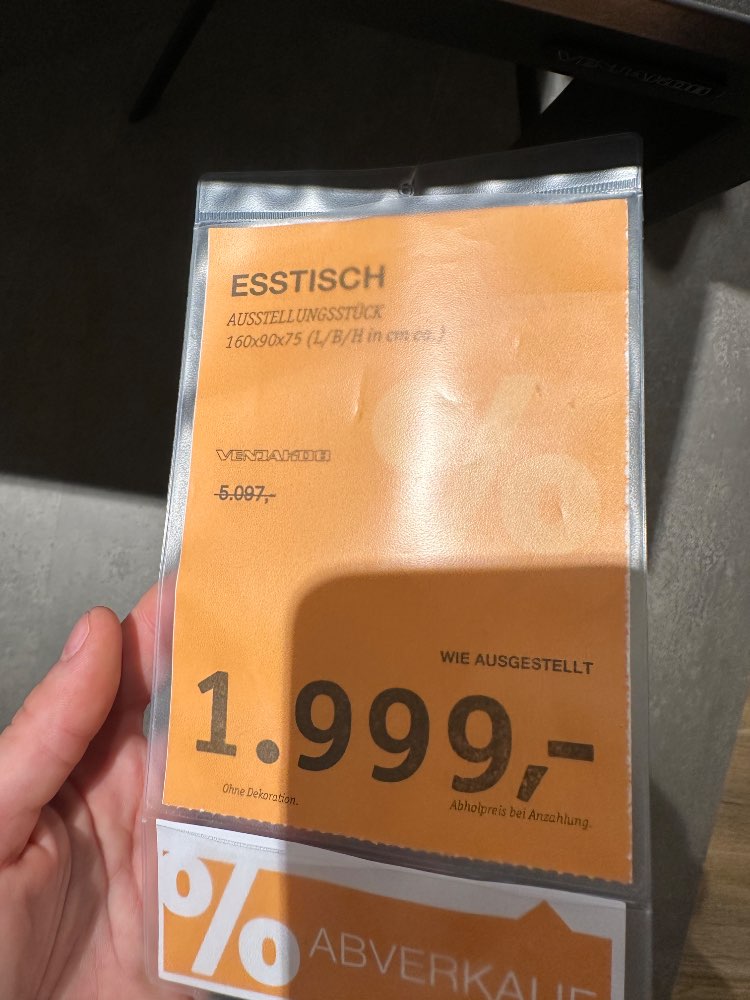 ESSTISCH
AUSSTELLUNGSSTÜCK
160x90x75 (L/B/H in cm ca.)
VENJAKOB
5.097,-
WIE AUSGESTELLT
1.999,-
Ohne Dekoration.
Abholpreis bei Anzahlung.
% ABVERKAUF